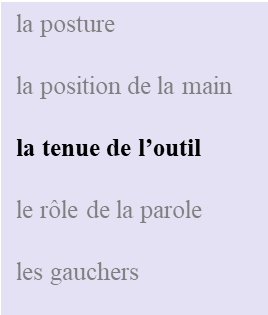 la posture
la position de la main
la tenue de l’outil
le rôle de la parole
les gauchers